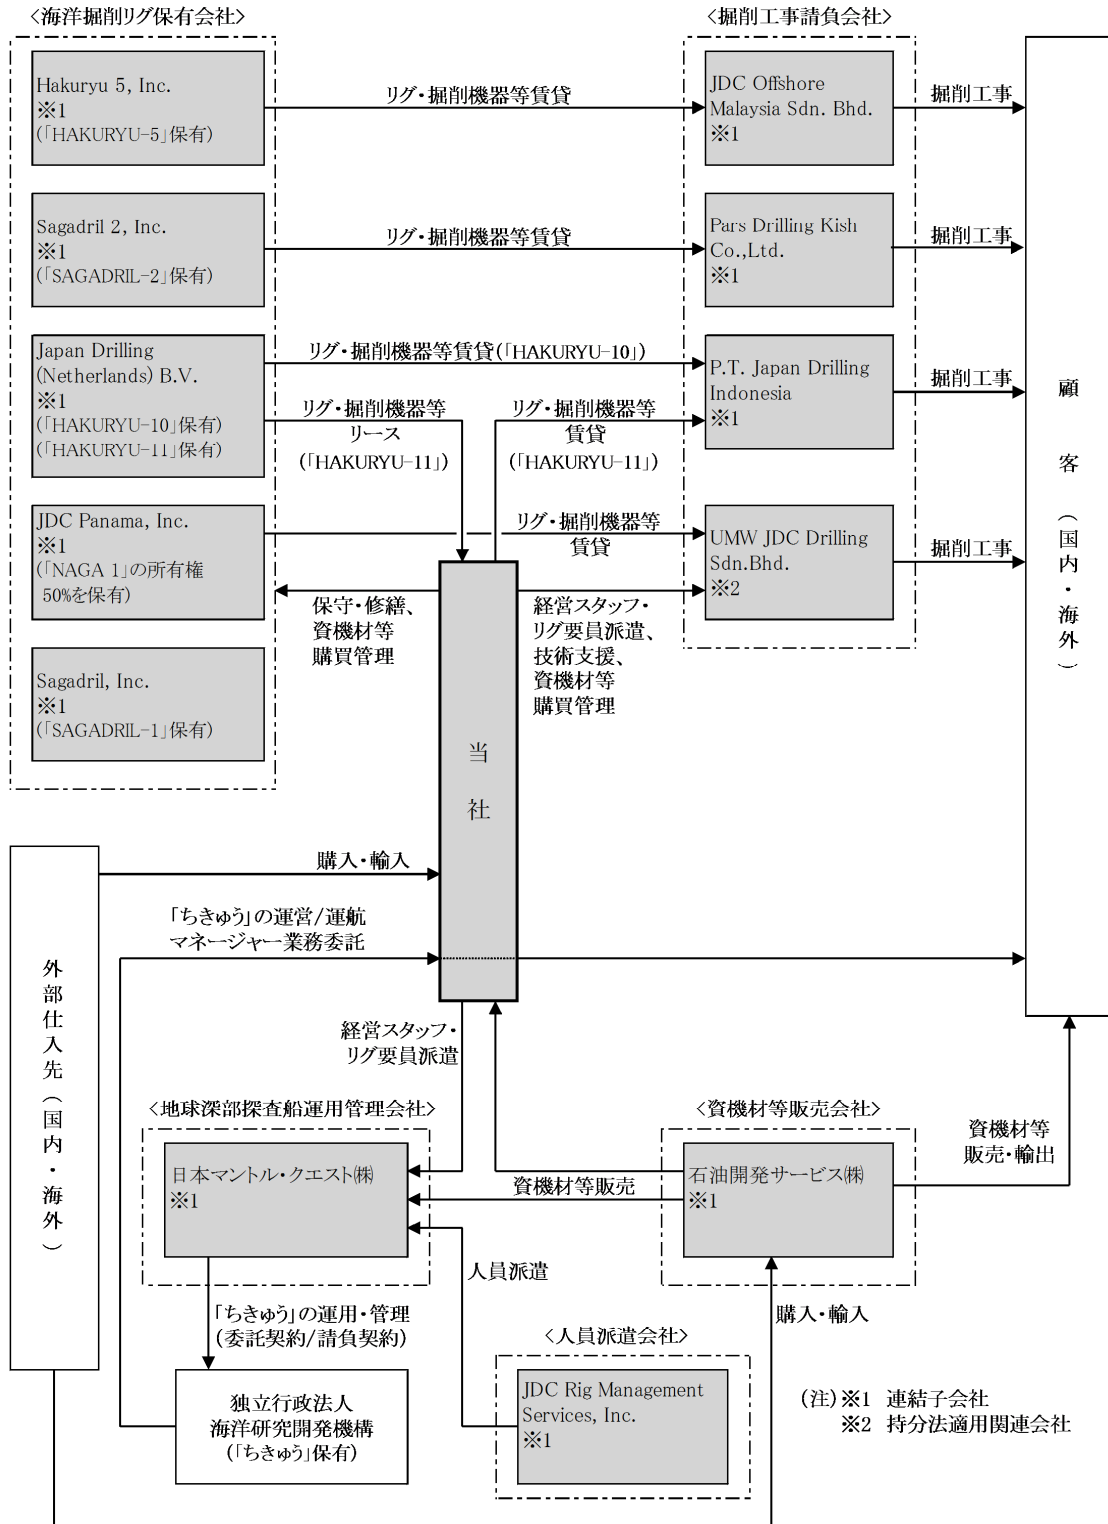 <海洋掘削リグ保有会社>
<掘削工事請負会社>
Hakuryu 5, Inc.
※1
(「HAKURYU-5」保有)
リグ・掘削機器等賃貸
JDC Offshore
Malaysia Sdn. Bhd.
※1
掘削工事
Sagadril 2, Inc.
※1
(「SAGADRIL-2」保有)
リグ・掘削機器等賃貸
Pars Drilling Kish
Co.,Ltd.
※1
掘削工事
Japan Drilling
(Netherlands) B.V.
※1
(「HAKURYU-10」保有)
(「HAKURYU-11」保有)
リグ・掘削機器等賃貸(「HAKURYU-10」)
リグ・掘削機器等
リース
(「HAKURYU-11」)
リグ・掘削機器等
賃貸
(「HAKURYU-11」)
P.T. Japan Drilling
Indonesia
※1
掘削工事
顧客(国内・海外)
JDC Panama, Inc.
※1
(「NAGA 1」の所有権
50%を保有)
リグ・掘削機器等
賃貸
UMW JDC Drilling
Sdn.Bhd.
※2
掘削工事
保守・修繕、
資機材等
購買管理
経営スタッフ・
リグ要員派遣、
技術支援、
資機材等
購買管理
Sagadril, Inc.
※1
(「SAGADRIL-1」保有)
当社
購入・輸入
「ちきゅう」の運営/運航
マネージャー業務委託
外部仕入先(国内・海外)
経営スタッフ・
リグ要員派遣
<地球深部探査船運用管理会社>
<資機材等販売会社>
資機材等
販売・輸出
日本マントル・クエスト㈱
※1
資機材等販売
石油開発サービス㈱
※1
人員派遣
「ちきゅう」の運用・管理
(委託契約/請負契約)
購入・輸入
<人員派遣会社>
独立行政法人
海洋研究開発機構
(「ちきゅう」保有)
JDC Rig Management
Services, Inc.
※1
(注)※1 連結子会社
※2 持分法適用関連会社